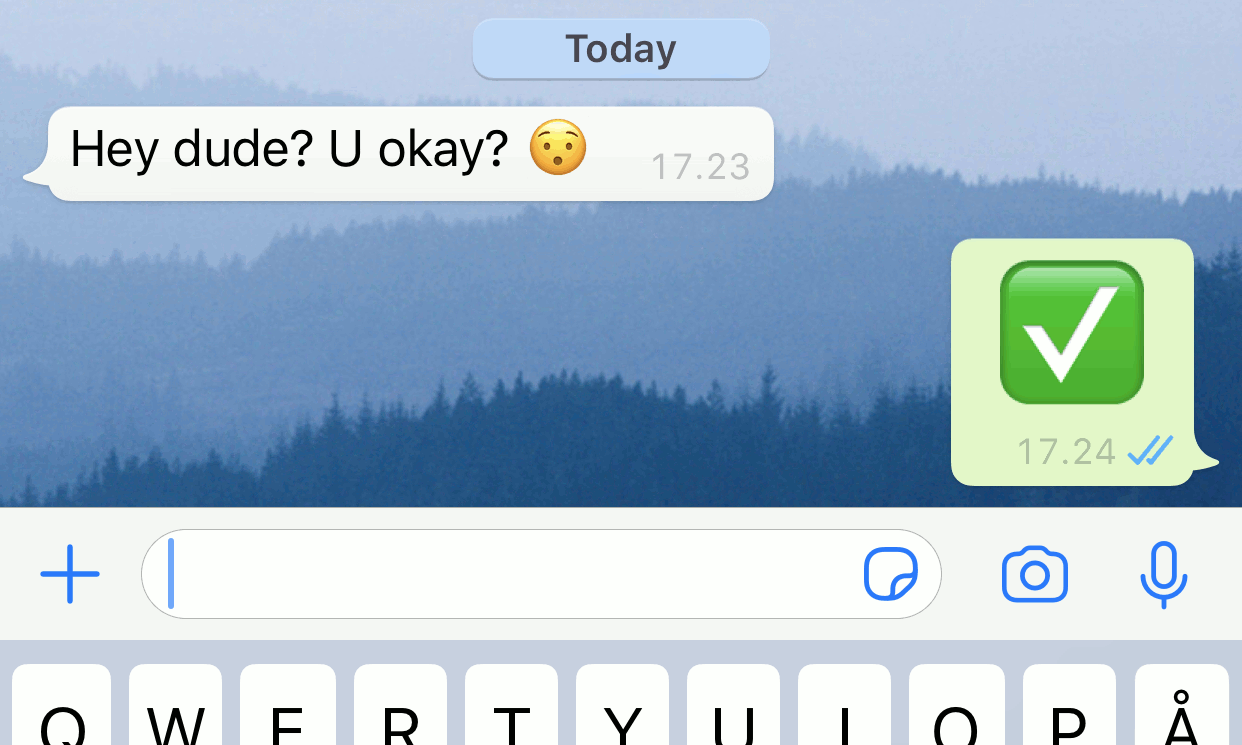 Today
Hey dude? U okay? 😯 17.23
✅
17.24
Q W E R T Y U I O P Å